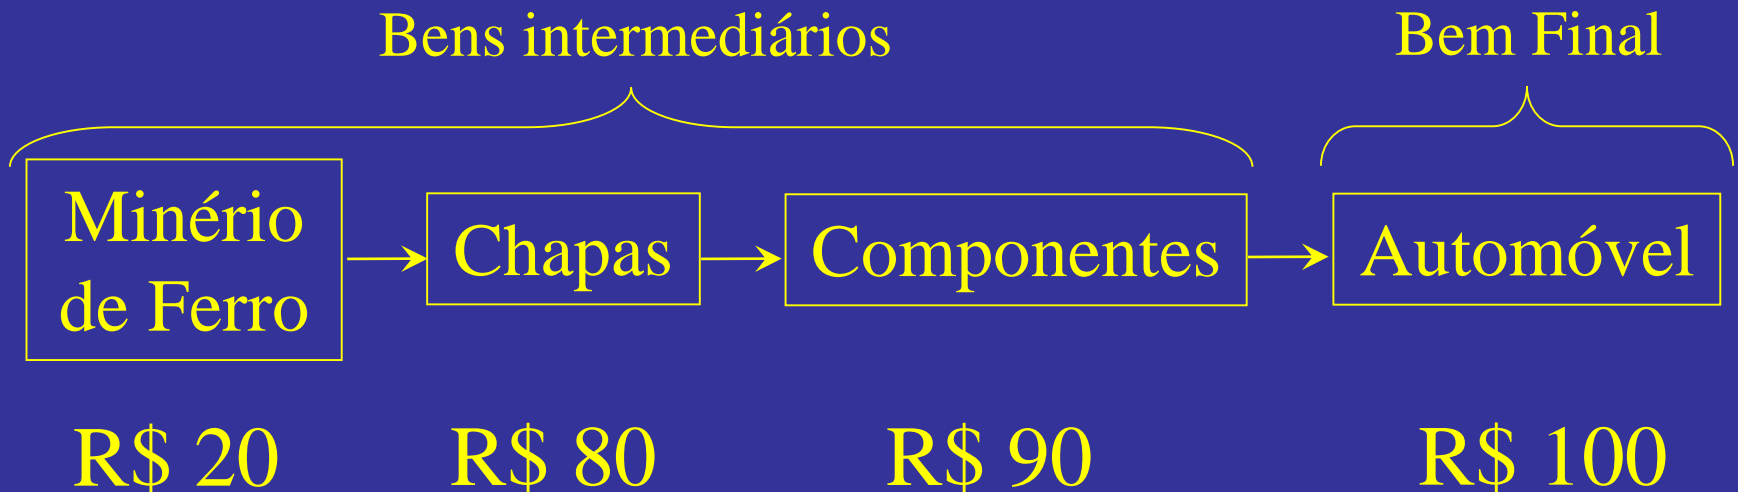 Bens intermediários
Bem Final
Minério
de Ferro
Chapas
Componentes
Automóvel
R$ 20
R$ 80
R$ 90
R$ 100